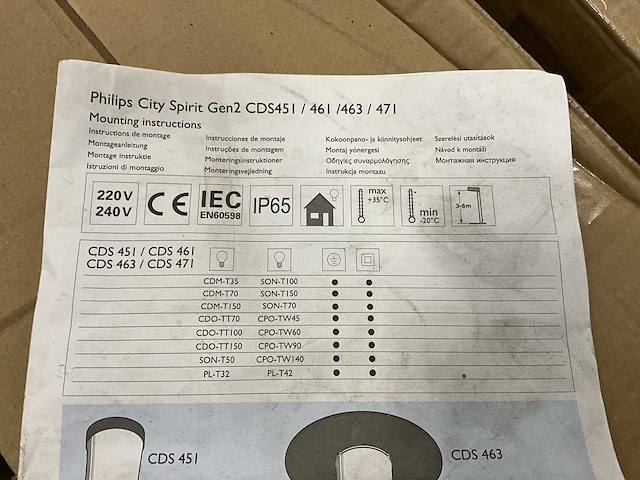 Philips City Spirit Gen2 CDS451 / 461 /463 / 471
Mounting instructions
Instructions de montage Instrucciones de montaje Kokoonpano- ja kiinnitysohjeet Szerelési utasítások
Montageanleitung Instruções de montagem Montaj yönergesi Návod k montáži
Montage instruktie Monteringsinstruktioner Οδηγίες συναρμολόγησης Монтажная инструкция
Istruzioni di montaggio Monteringsvejledning Instrukcja montażu
220V 240V CE IEC EN60598 IP65 max +35°C min -20°C 3-6m
CDS 451 / CDS 461
CDS 463 / CDS 471
CDM-T35 SON-T100
CDM-T70 SON-T150
CDM-T150 SON-T70
CDO-TT70 CPO-TW45
CDO-TT100 CPO-TW60
CDO-TT150 CPO-TW90
SON-T50 CPO-TW140
PL-T32 PL-T42
CDS 451 CDS 463